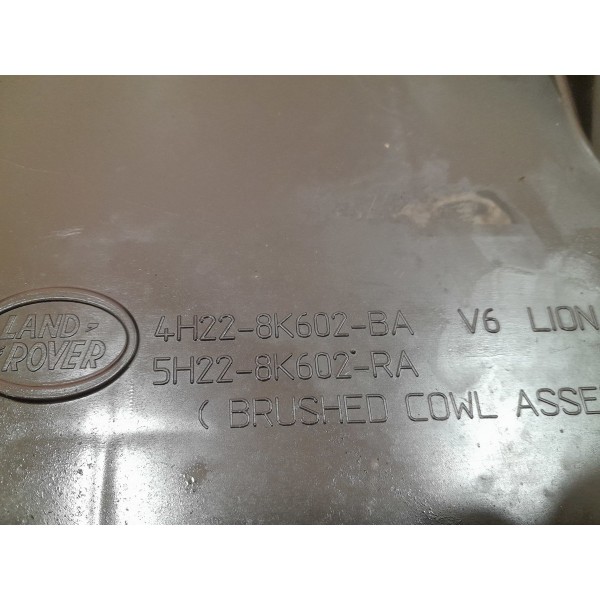 LAND-
ROVER
4H22-8K602-BA V6 LION
5H22-8K602-RA
( BRUSHED COWL ASSE